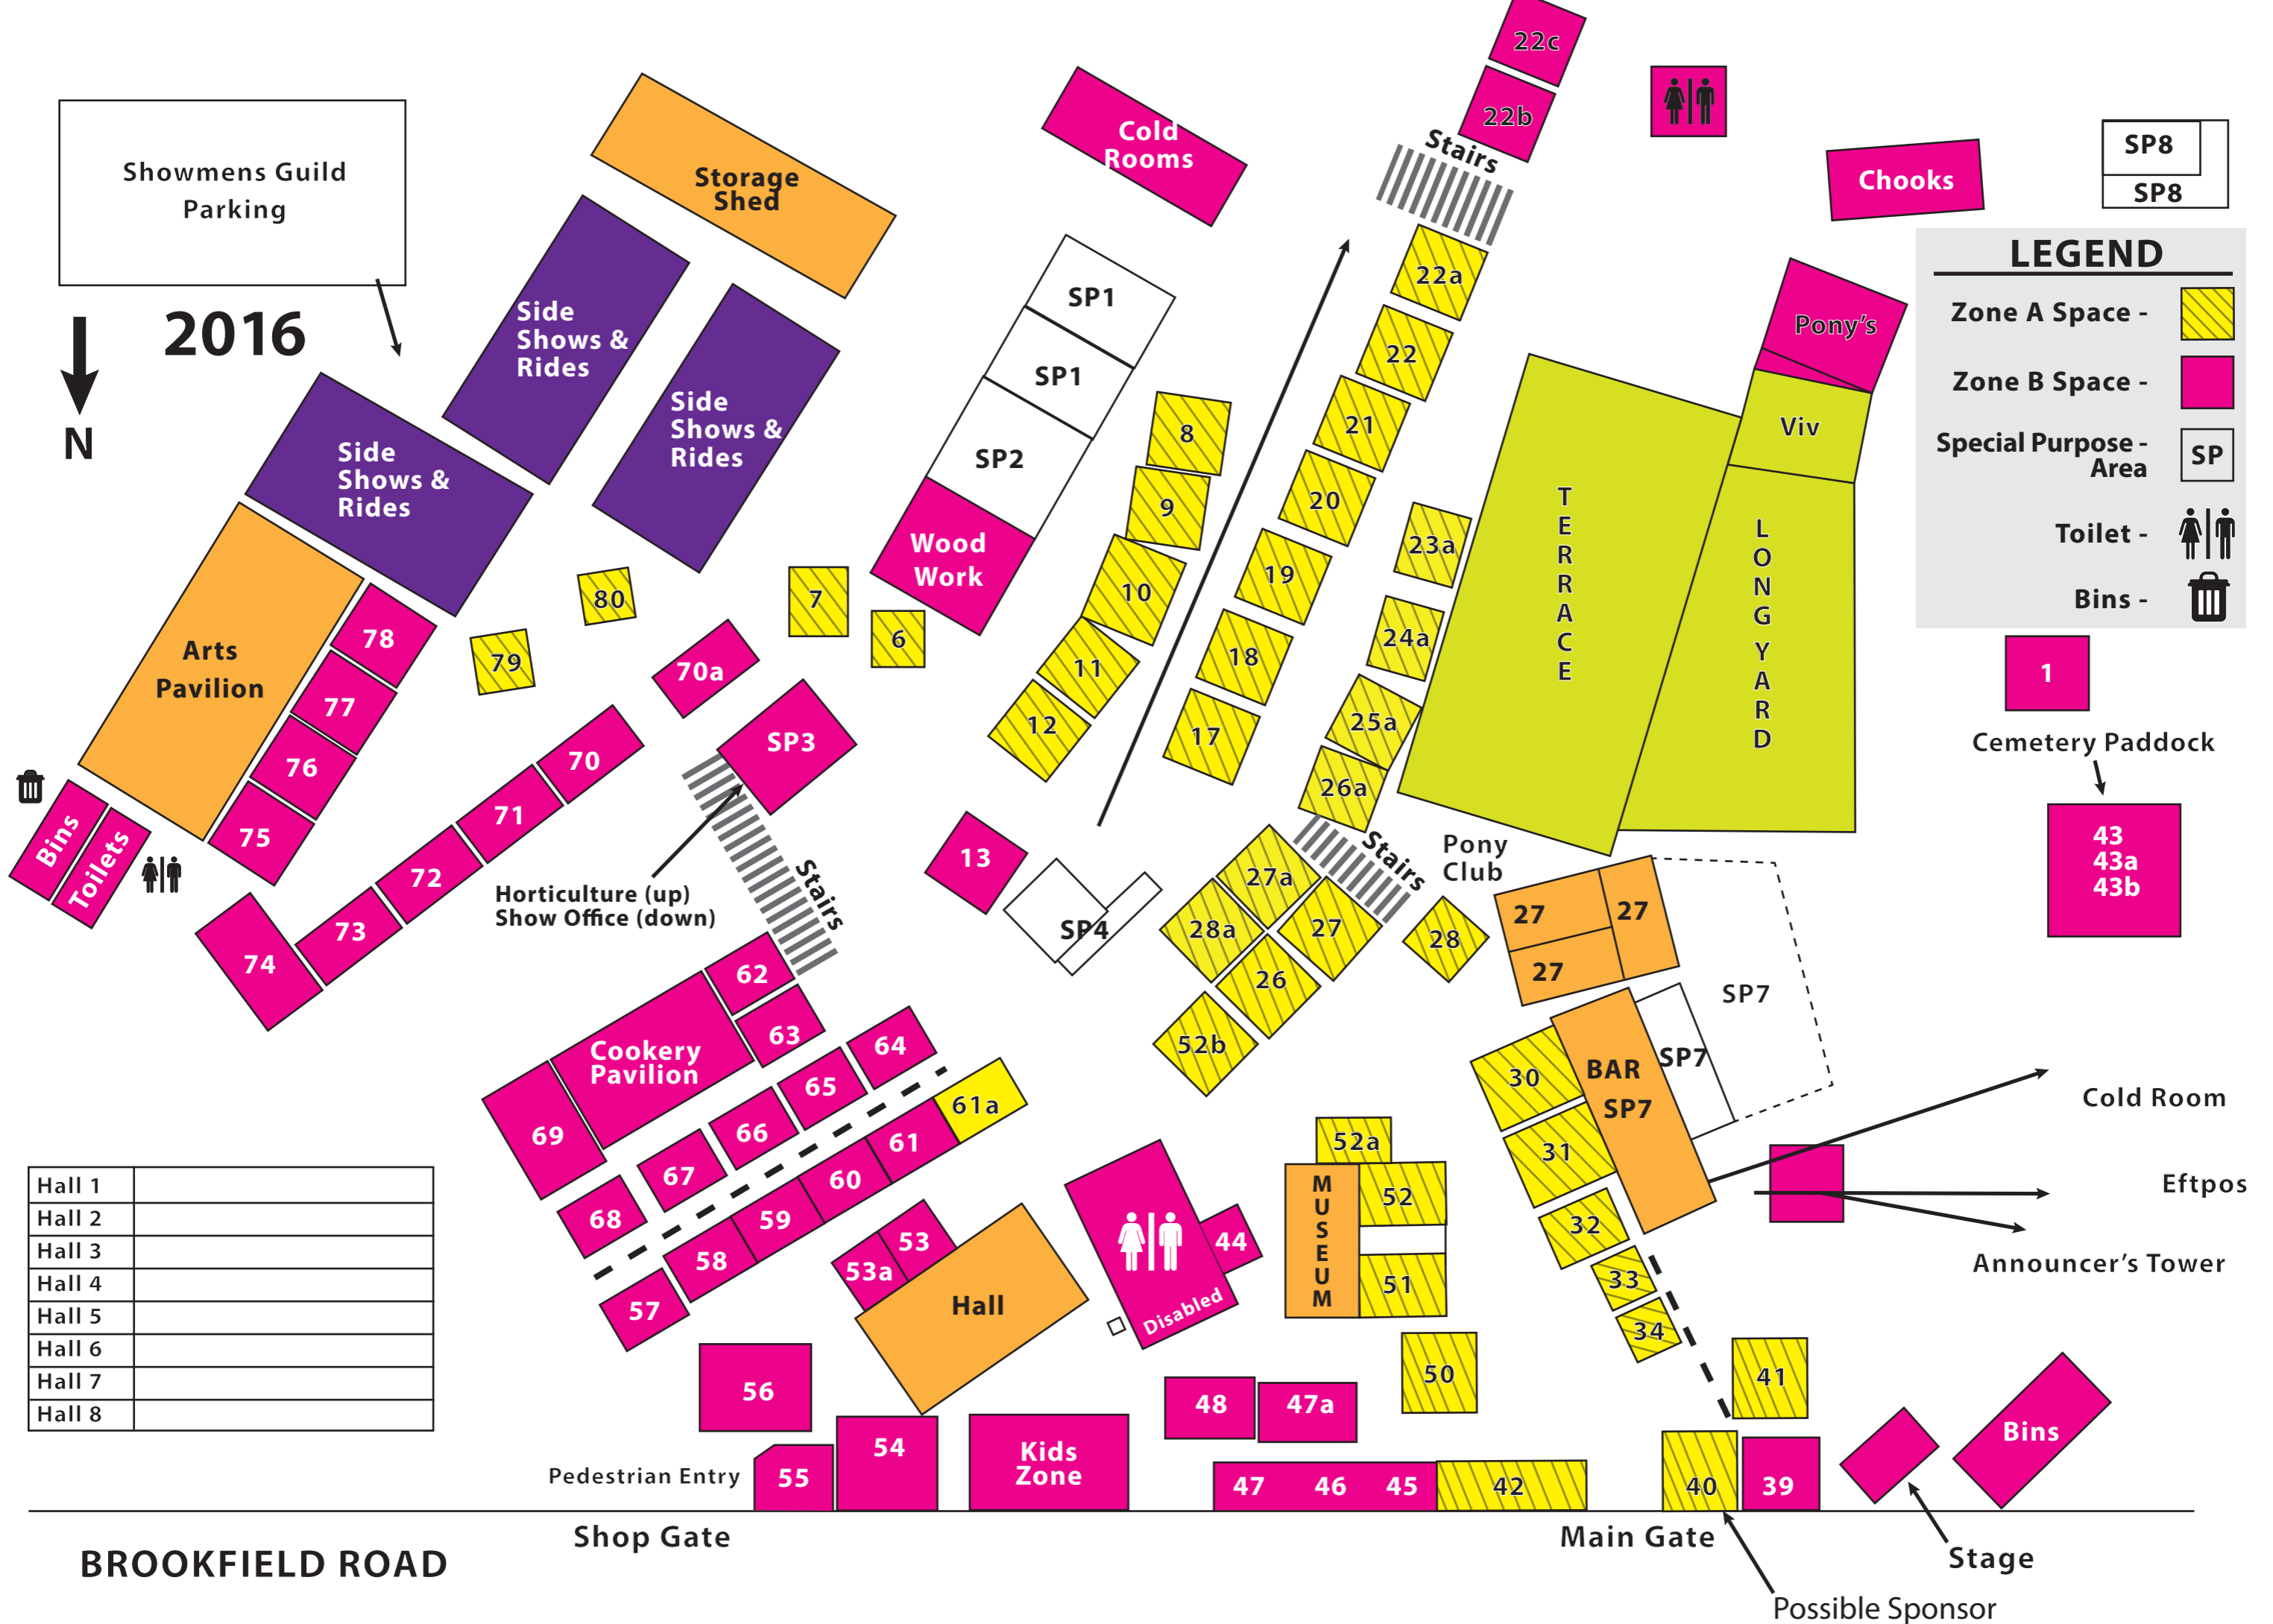 22c
22b
Stairs
Cold
Rooms
Chooks
SP8
SP8
Showmens Guild
Parking
Storage
Shed
2016
N
LEGEND
Zone A Space -
Zone B Space -
Special Purpose -
Area
SP
Toilet -
Bins -
Side
Shows &
Rides
Side
Shows &
Rides
Side
Shows &
Rides
SP1
SP1
SP2
Wood
Work
22a
22
21
20
19
18
17
8
9
10
11
12
23a
24a
25a
26a
TERRACE
LONGYARD
Pony's
Viv
1
Cemetery Paddock
43
43a
43b
Arts
Pavilion
78
77
76
75
80
79
7
6
70a
SP3
70
71
72
73
74
Bins
Toilets
Horticulture (up)
Show Office (down)
Stairs
13
SP4
Stairs
Pony
Club
27a
28a
27
26
52b
28
27
27
27
SP7
SP7
BAR
SP7
30
31
32
33
34
Cold Room
Eftpos
Announcer's Tower
62
63
Cookery
Pavilion
69
64
65
66
67
68
61a
61
60
59
58
57
53
53a
Hall
Disabled
44
52a
MUSEUM
52
51
50
Hall 1
Hall 2
Hall 3
Hall 4
Hall 5
Hall 6
Hall 7
Hall 8
56
55
54
Kids
Zone
48
47a
47 46 45
42
41
40
39
Bins
Pedestrian Entry
Shop Gate
Main Gate
Stage
BROOKFIELD ROAD
Possible Sponsor